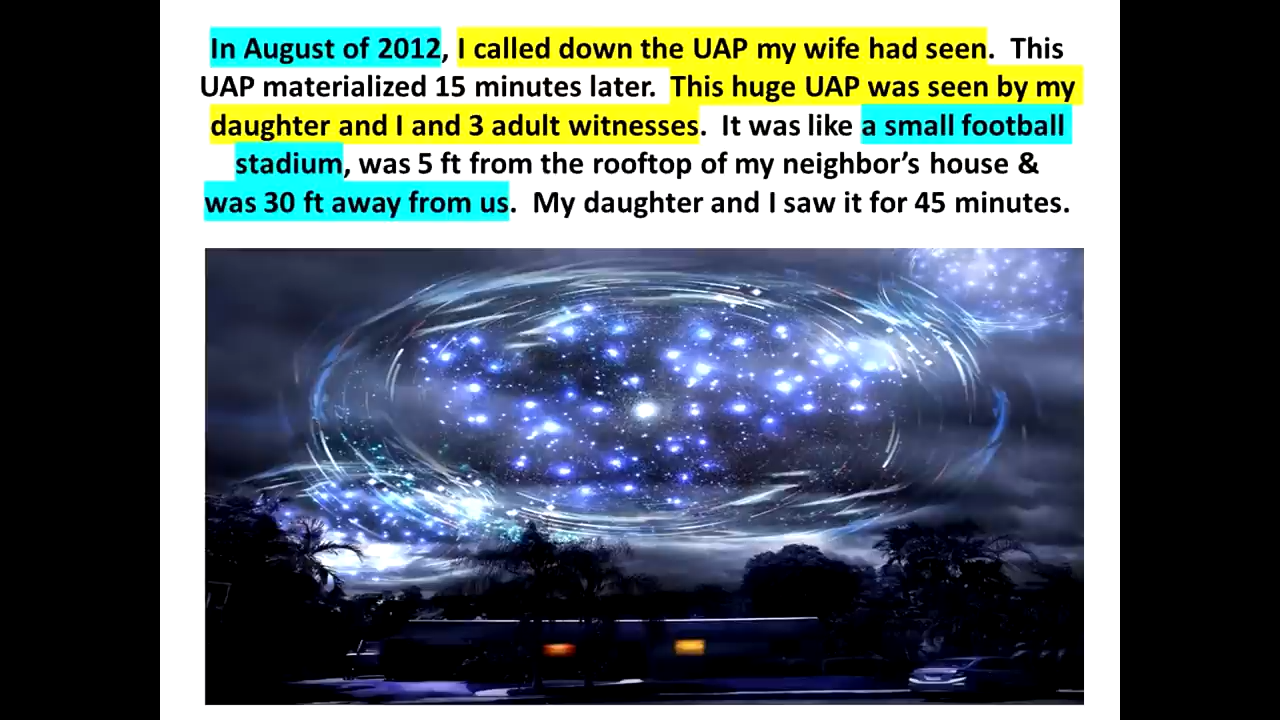 In August of 2012, I called down the UAP my wife had seen.  This
UAP materialized 15 minutes later.  This huge UAP was seen by my
daughter and I and 3 adult witnesses.  It was like a small football
stadium, was 5 ft from the rooftop of my neighbor’s house &
was 30 ft away from us.  My daughter and I saw it for 45 minutes.